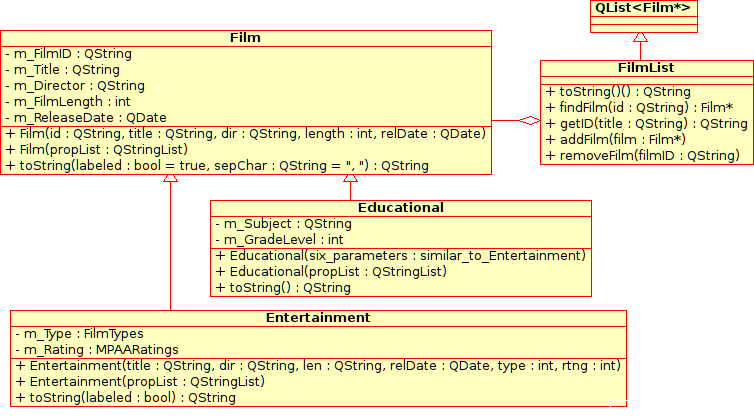 QList<Film*>
Film
- m_FilmID : QString
- m_Title : QString
- m_Director : QString
- m_FilmLength : int
- m_ReleaseDate : QDate
+ Film(id : QString, title : QString, dir : QString, length : int, relDate : QDate)
+ Film(propList : QStringList)
+ toString(labeled : bool = true, sepChar : QString = ", ") : QString
FilmList
+ toString()() : QString
+ findFilm(id : QString) : Film*
+ getID(title : QString) : QString
+ addFilm(film : Film*)
+ removeFilm(filmID : QString)
Educational
- m_Subject : QString
- m_GradeLevel : int
+ Educational(six_parameters : similar_to_Entertainment)
+ Educational(propList : QStringList)
+ toString() : QString
Entertainment
- m_Type : FilmTypes
- m_Rating : MPAARatings
+ Entertainment(title : QString, dir : QString, len : QString, relDate : QDate, type : int, rtng : int)
+ Entertainment(propList : QStringList)
+ toString(labeled : bool) : QString